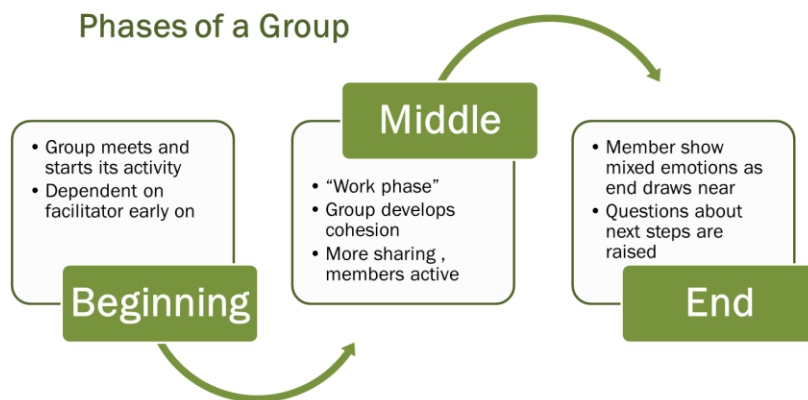 Phases of a Group
• Group meets and
starts its activity
• Dependent on
facilitator early on
Beginning
Middle
• “Work phase”
• Group develops
cohesion
• More sharing ,
members active
• Member show
mixed emotions as
end draws near
• Questions about
next steps are
raised
End